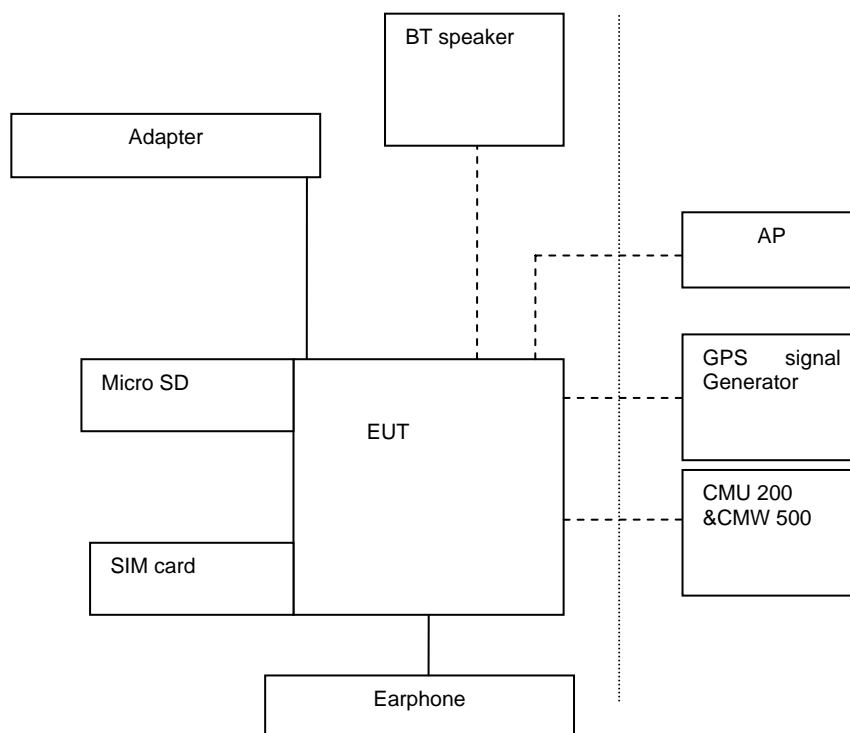 BT speaker
Adapter
AP
GPS signal
Generator
Micro SD
EUT
CMU 200
&CMW 500
SIM card
Earphone